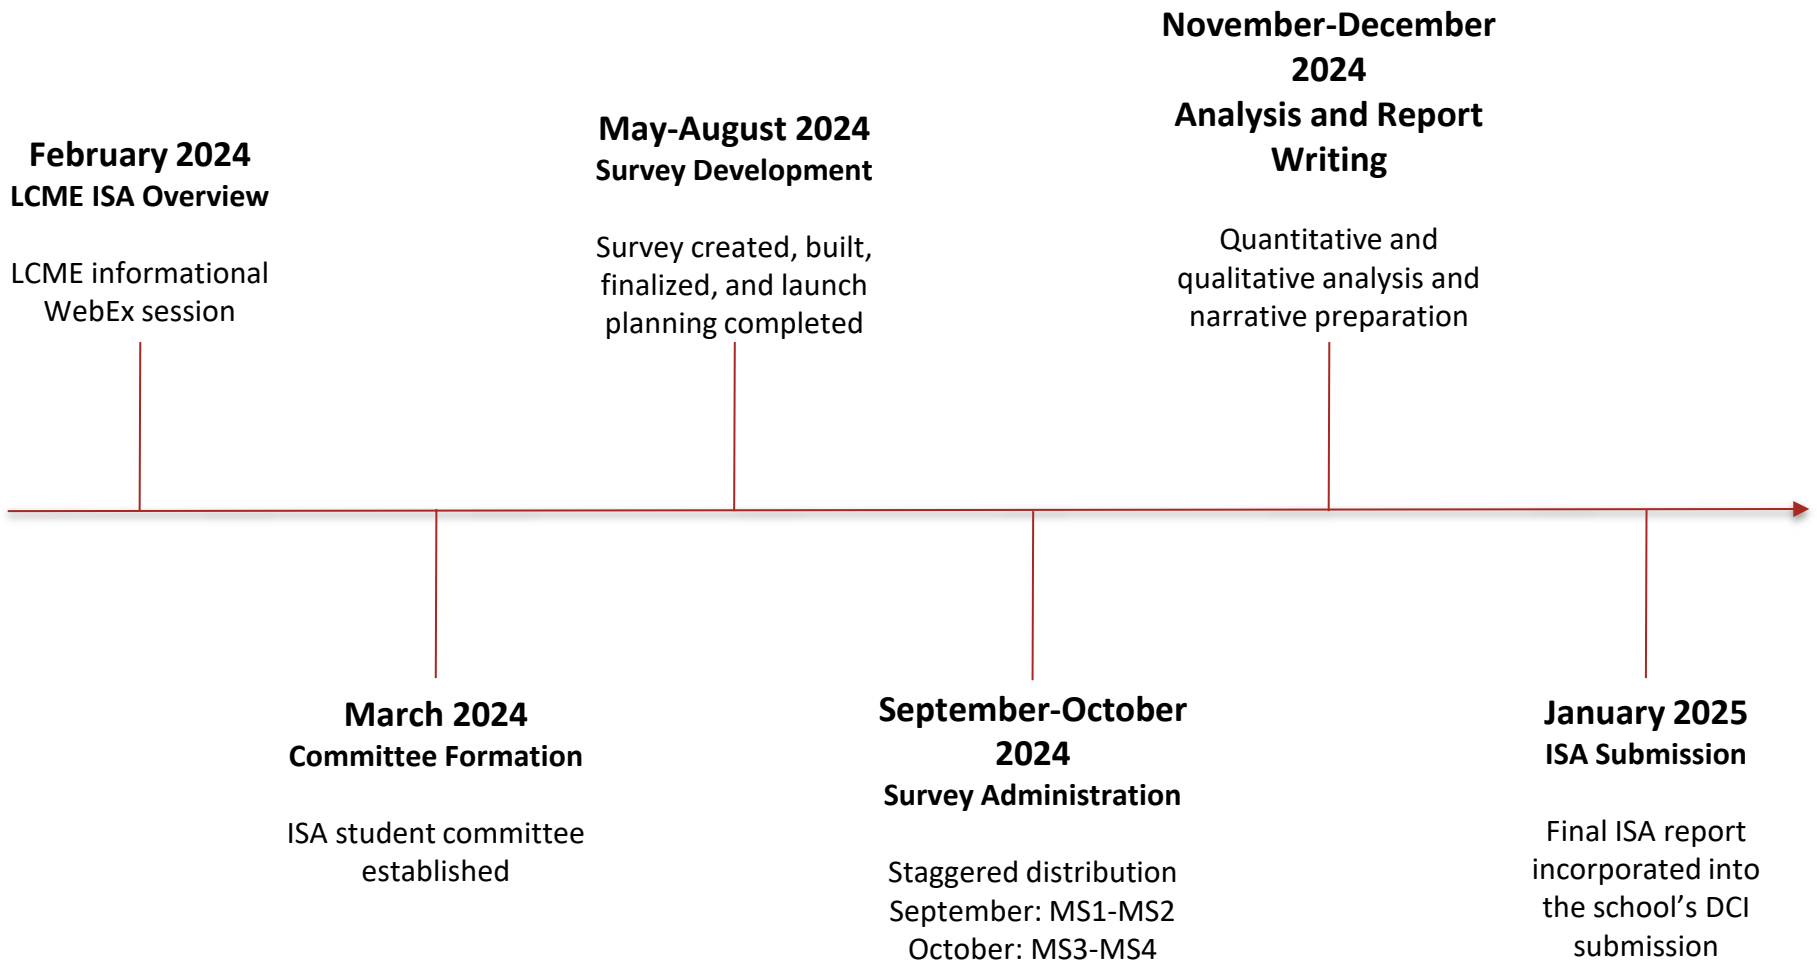 February 2024
LCME ISA Overview
LCME informational
WebEx session
March 2024
Committee Formation
ISA student committee
established
May-August 2024
Survey Development
Survey created, built,
finalized, and launch
planning completed
September-October
2024
Survey Administration
Staggered distribution
September: MS1-MS2
October: MS3-MS4
November-December
2024
Analysis and Report
Writing
Quantitative and
qualitative analysis and
narrative preparation
January 2025
ISA Submission
Final ISA report
incorporated into
the school’s DCI
submission